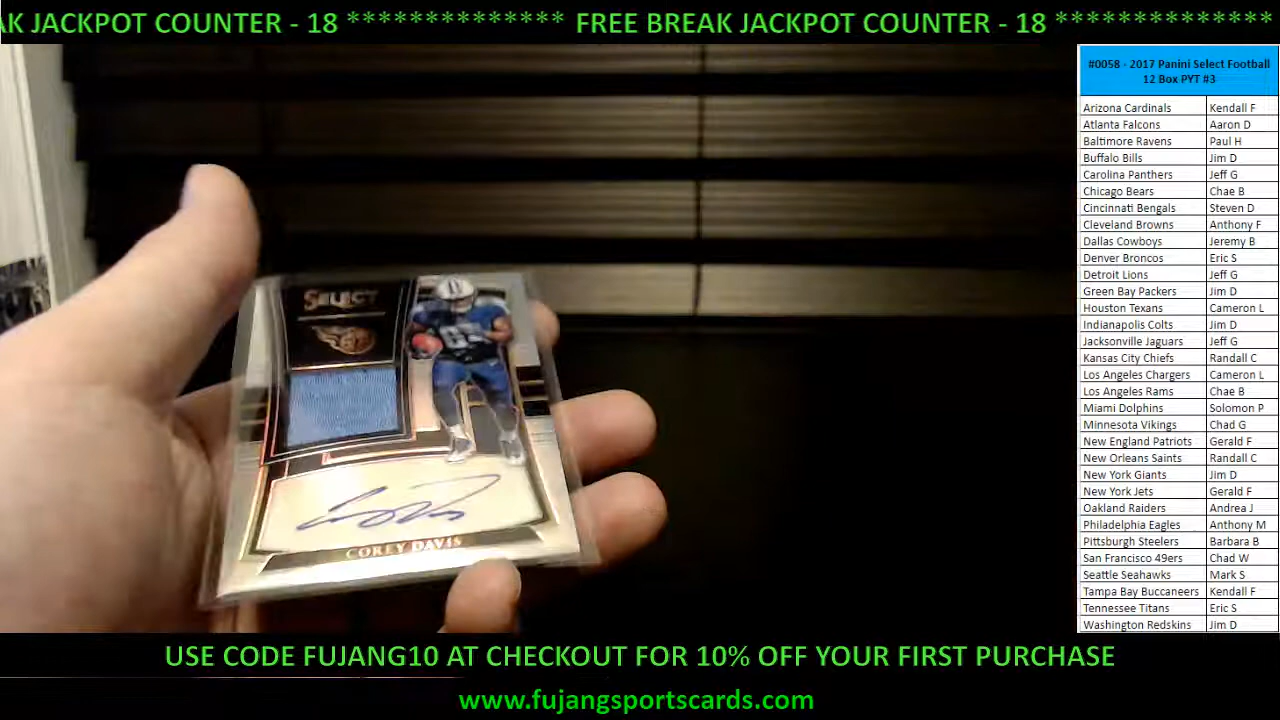 AK JACKPOT COUNTER - 18 ************** FREE BREAK JACKPOT COUNTER - 18 **************
SELECT
COREY DAVIS
#0058 - 2017 Panini Select Football
12 Box PYT #3
Arizona Cardinals Kendall F
Atlanta Falcons Aaron D
Baltimore Ravens Paul H
Buffalo Bills Jim D
Carolina Panthers Jeff G
Chicago Bears Chae B
Cincinnati Bengals Steven D
Cleveland Browns Anthony F
Dallas Cowboys Jeremy B
Denver Broncos Eric S
Detroit Lions Jeff G
Green Bay Packers Jim D
Houston Texans Cameron L
Indianapolis Colts Jim D
Jacksonville Jaguars Jeff G
Kansas City Chiefs Randall C
Los Angeles Chargers Cameron L
Los Angeles Rams Chae B
Miami Dolphins Solomon P
Minnesota Vikings Chad G
New England Patriots Gerald F
New Orleans Saints Randall C
New York Giants Jim D
New York Jets Gerald F
Oakland Raiders Andrea J
Philadelphia Eagles Anthony M
Pittsburgh Steelers Barbara B
San Francisco 49ers Chad W
Seattle Seahawks Mark S
Tampa Bay Buccaneers Kendall F
Tennessee Titans Eric S
Washington Redskins Jim D
USE CODE FUJANG10 AT CHECKOUT FOR 10% OFF YOUR FIRST PURCHASE
www.fujangsportscards.com